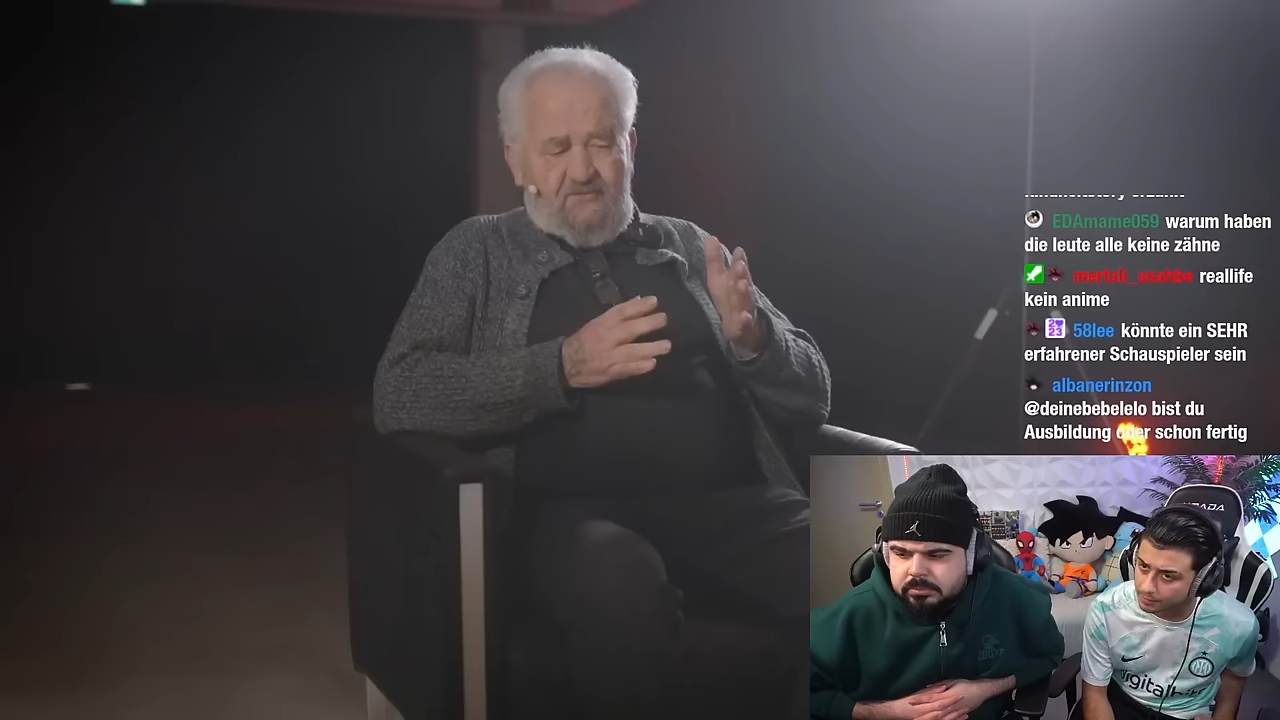 EDAmame059 warum haben
die leute alle keine zähne
reallife
kein anime
58lee könnte ein SEHR
erfahrener Schauspieler sein
albanerinzon
@deinebebelelo bist du
Ausbildung oder schon fertig
digital